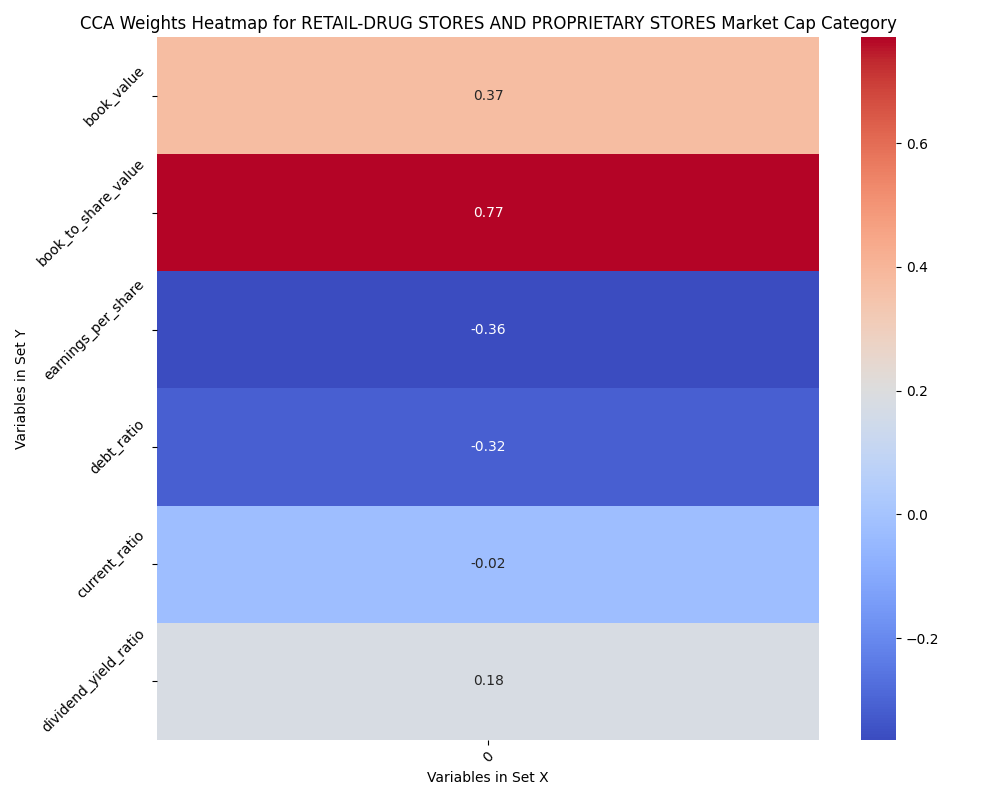 CCA Weights Heatmap for RETAIL-DRUG STORES AND PROPRIETARY STORES Market Cap Category
Variables in Set Y
book_value
0.37
book_to_share_value
0.77
earnings_per_share
-0.36
debt_ratio
-0.32
current_ratio
-0.02
dividend_yield_ratio
0.18
0
Variables in Set X
0.6
0.4
0.2
0.0
−0.2